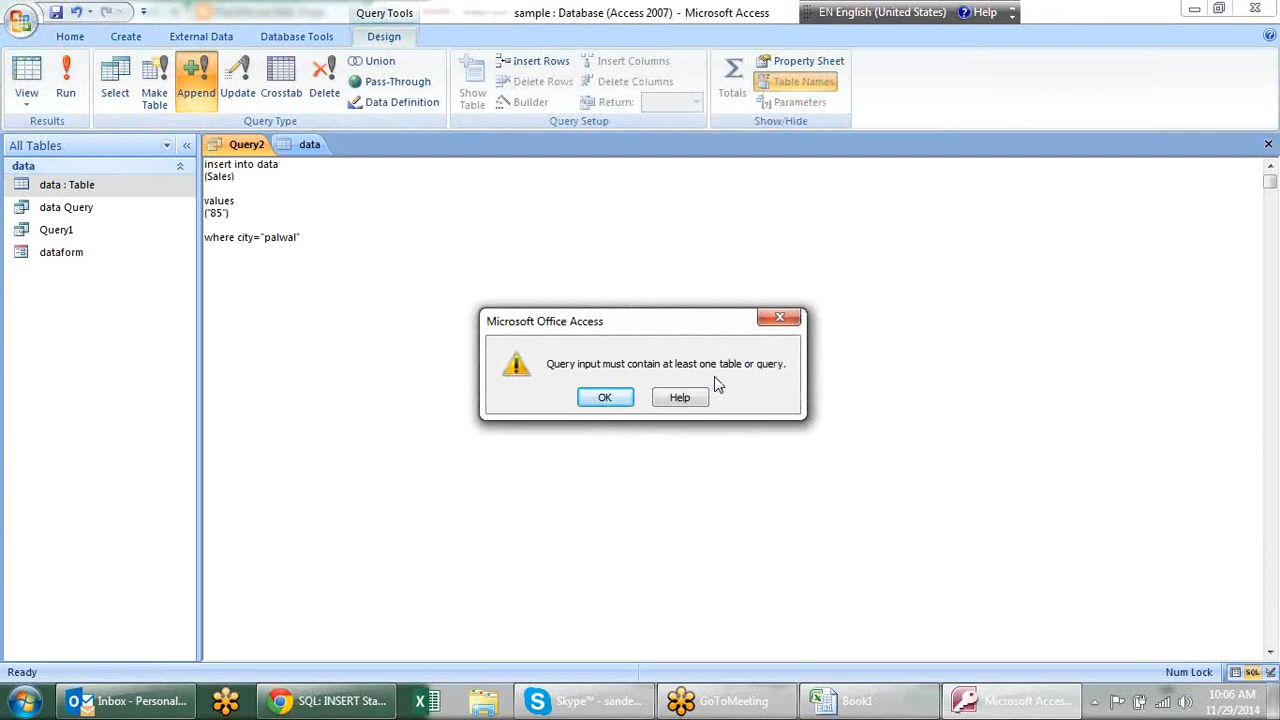 Query Tools
sample : Database (Access 2007) - Microsoft Access
EN English (United States)
Help
Home
Create
External Data
Database Tools
Design
View
Run
Results
Select
Make Table
Append
Update
Crosstab
Delete
Union
Pass-Through
Data Definition
Query Type
Show Table
Insert Rows
Delete Rows
Builder
Insert Columns
Delete Columns
Return:
Query Setup
Totals
Property Sheet
Table Names
Parameters
Show/Hide
All Tables
data
data : Table
data Query
Query1
dataform
Query2
data
insert into data
(Sales)
values
("85")
where city="palwal"
Microsoft Office Access
Query input must contain at least one table or query.
OK
Help
Ready
Num Lock
SQL
Inbox - Personal...
SQL: INSERT Sta...
Skype™ - sande...
GoToMeeting
Book1
Microsoft Acces...
10:06 AM
11/29/2014